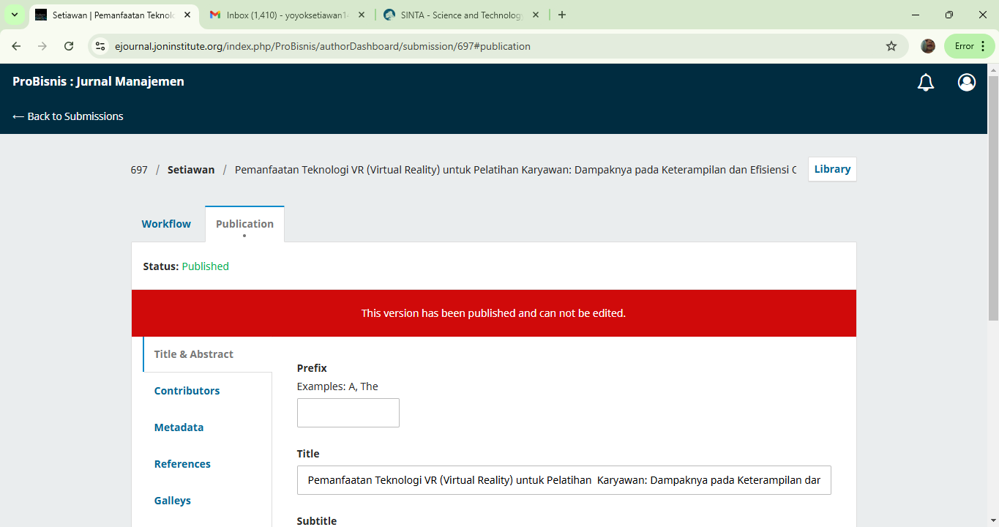 Setiawan | Pemanfaatan Teknolo
Inbox (1,410) - yoyoksetiawan1
SINTA - Science and Technology
ejournal.joninstitute.org/index.php/ProBisnis/authorDashboard/submission/697#publication
Error
ProBisnis : Jurnal Manajemen
← Back to Submissions
697 / Setiawan / Pemanfaatan Teknologi VR (Virtual Reality) untuk Pelatihan Karyawan: Dampaknya pada Keterampilan dan Efisiensi
Library
Workflow
Publication
Status: Published
This version has been published and can not be edited.
Title & Abstract
Contributors
Metadata
References
Galleys
Prefix
Examples: A, The
Title
Pemanfaatan Teknologi VR (Virtual Reality) untuk Pelatihan Karyawan: Dampaknya pada Keterampilan dan
Subtitle